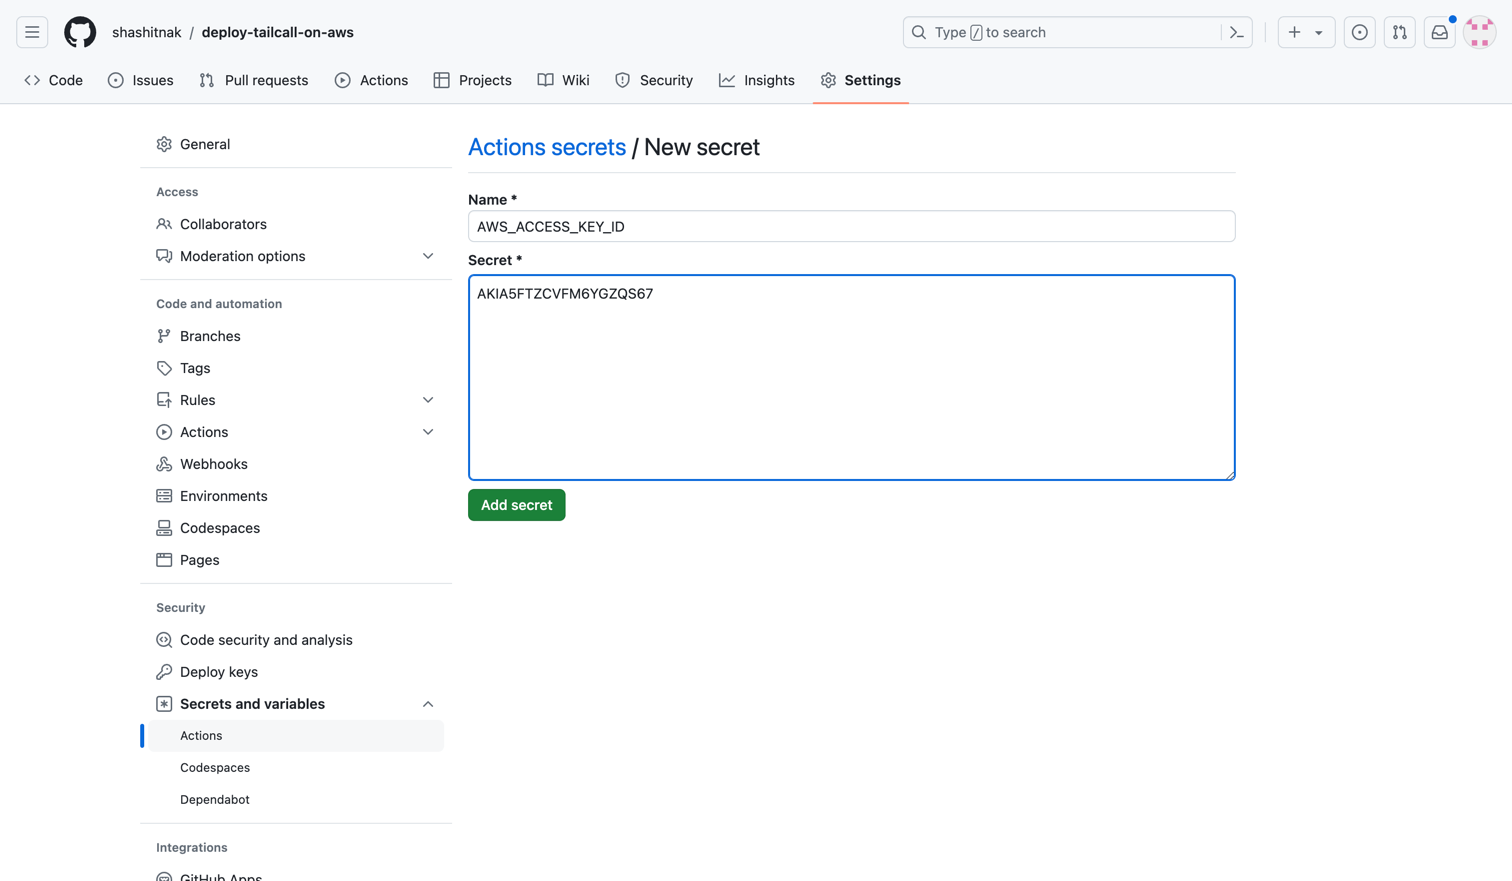 shashitnak / deploy-tailcall-on-aws
Type / to search
Code
Issues
Pull requests
Actions
Projects
Wiki
Security
Insights
Settings
General
Access
Collaborators
Moderation options
Code and automation
Branches
Tags
Rules
Actions
Webhooks
Environments
Codespaces
Pages
Security
Code security and analysis
Deploy keys
Secrets and variables
Actions
Codespaces
Dependabot
Integrations
GitHub Apps
Actions secrets / New secret
Name *
AWS_ACCESS_KEY_ID
Secret *
AKIA5FTZCVFM6YGZQS67
Add secret